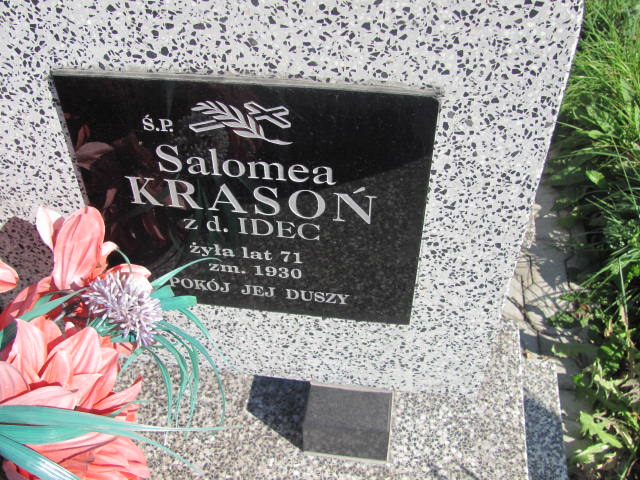 Ś.P.
Salomea
KRASOŃ
z d. IDEC
żyła lat 71
zm. 1930
POKÓJ JEJ DUSZY